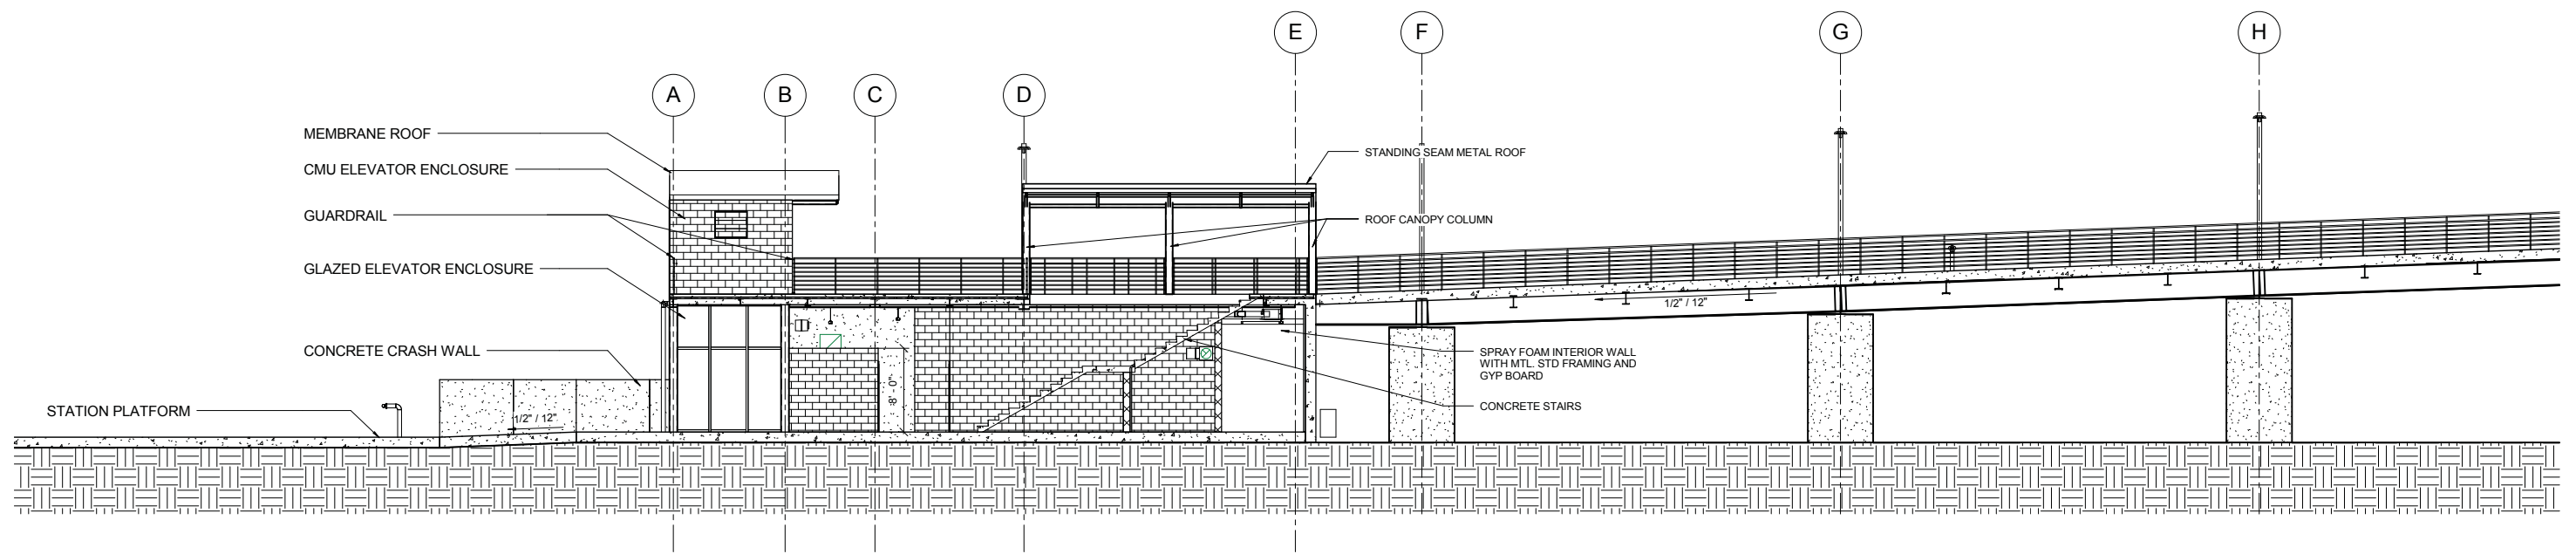 E
F
G
H
A
B
C
D
MEMBRANE ROOF
CMU ELEVATOR ENCLOSURE
GUARDRAIL
GLAZED ELEVATOR ENCLOSURE
CONCRETE CRASH WALL
STATION PLATFORM
1/2" / 12"
8' - 0"
STANDING SEAM METAL ROOF
ROOF CANOPY COLUMN
1/2" / 12"
SPRAY FOAM INTERIOR WALL
WITH MTL. STD FRAMING AND
GYP BOARD
CONCRETE STAIRS